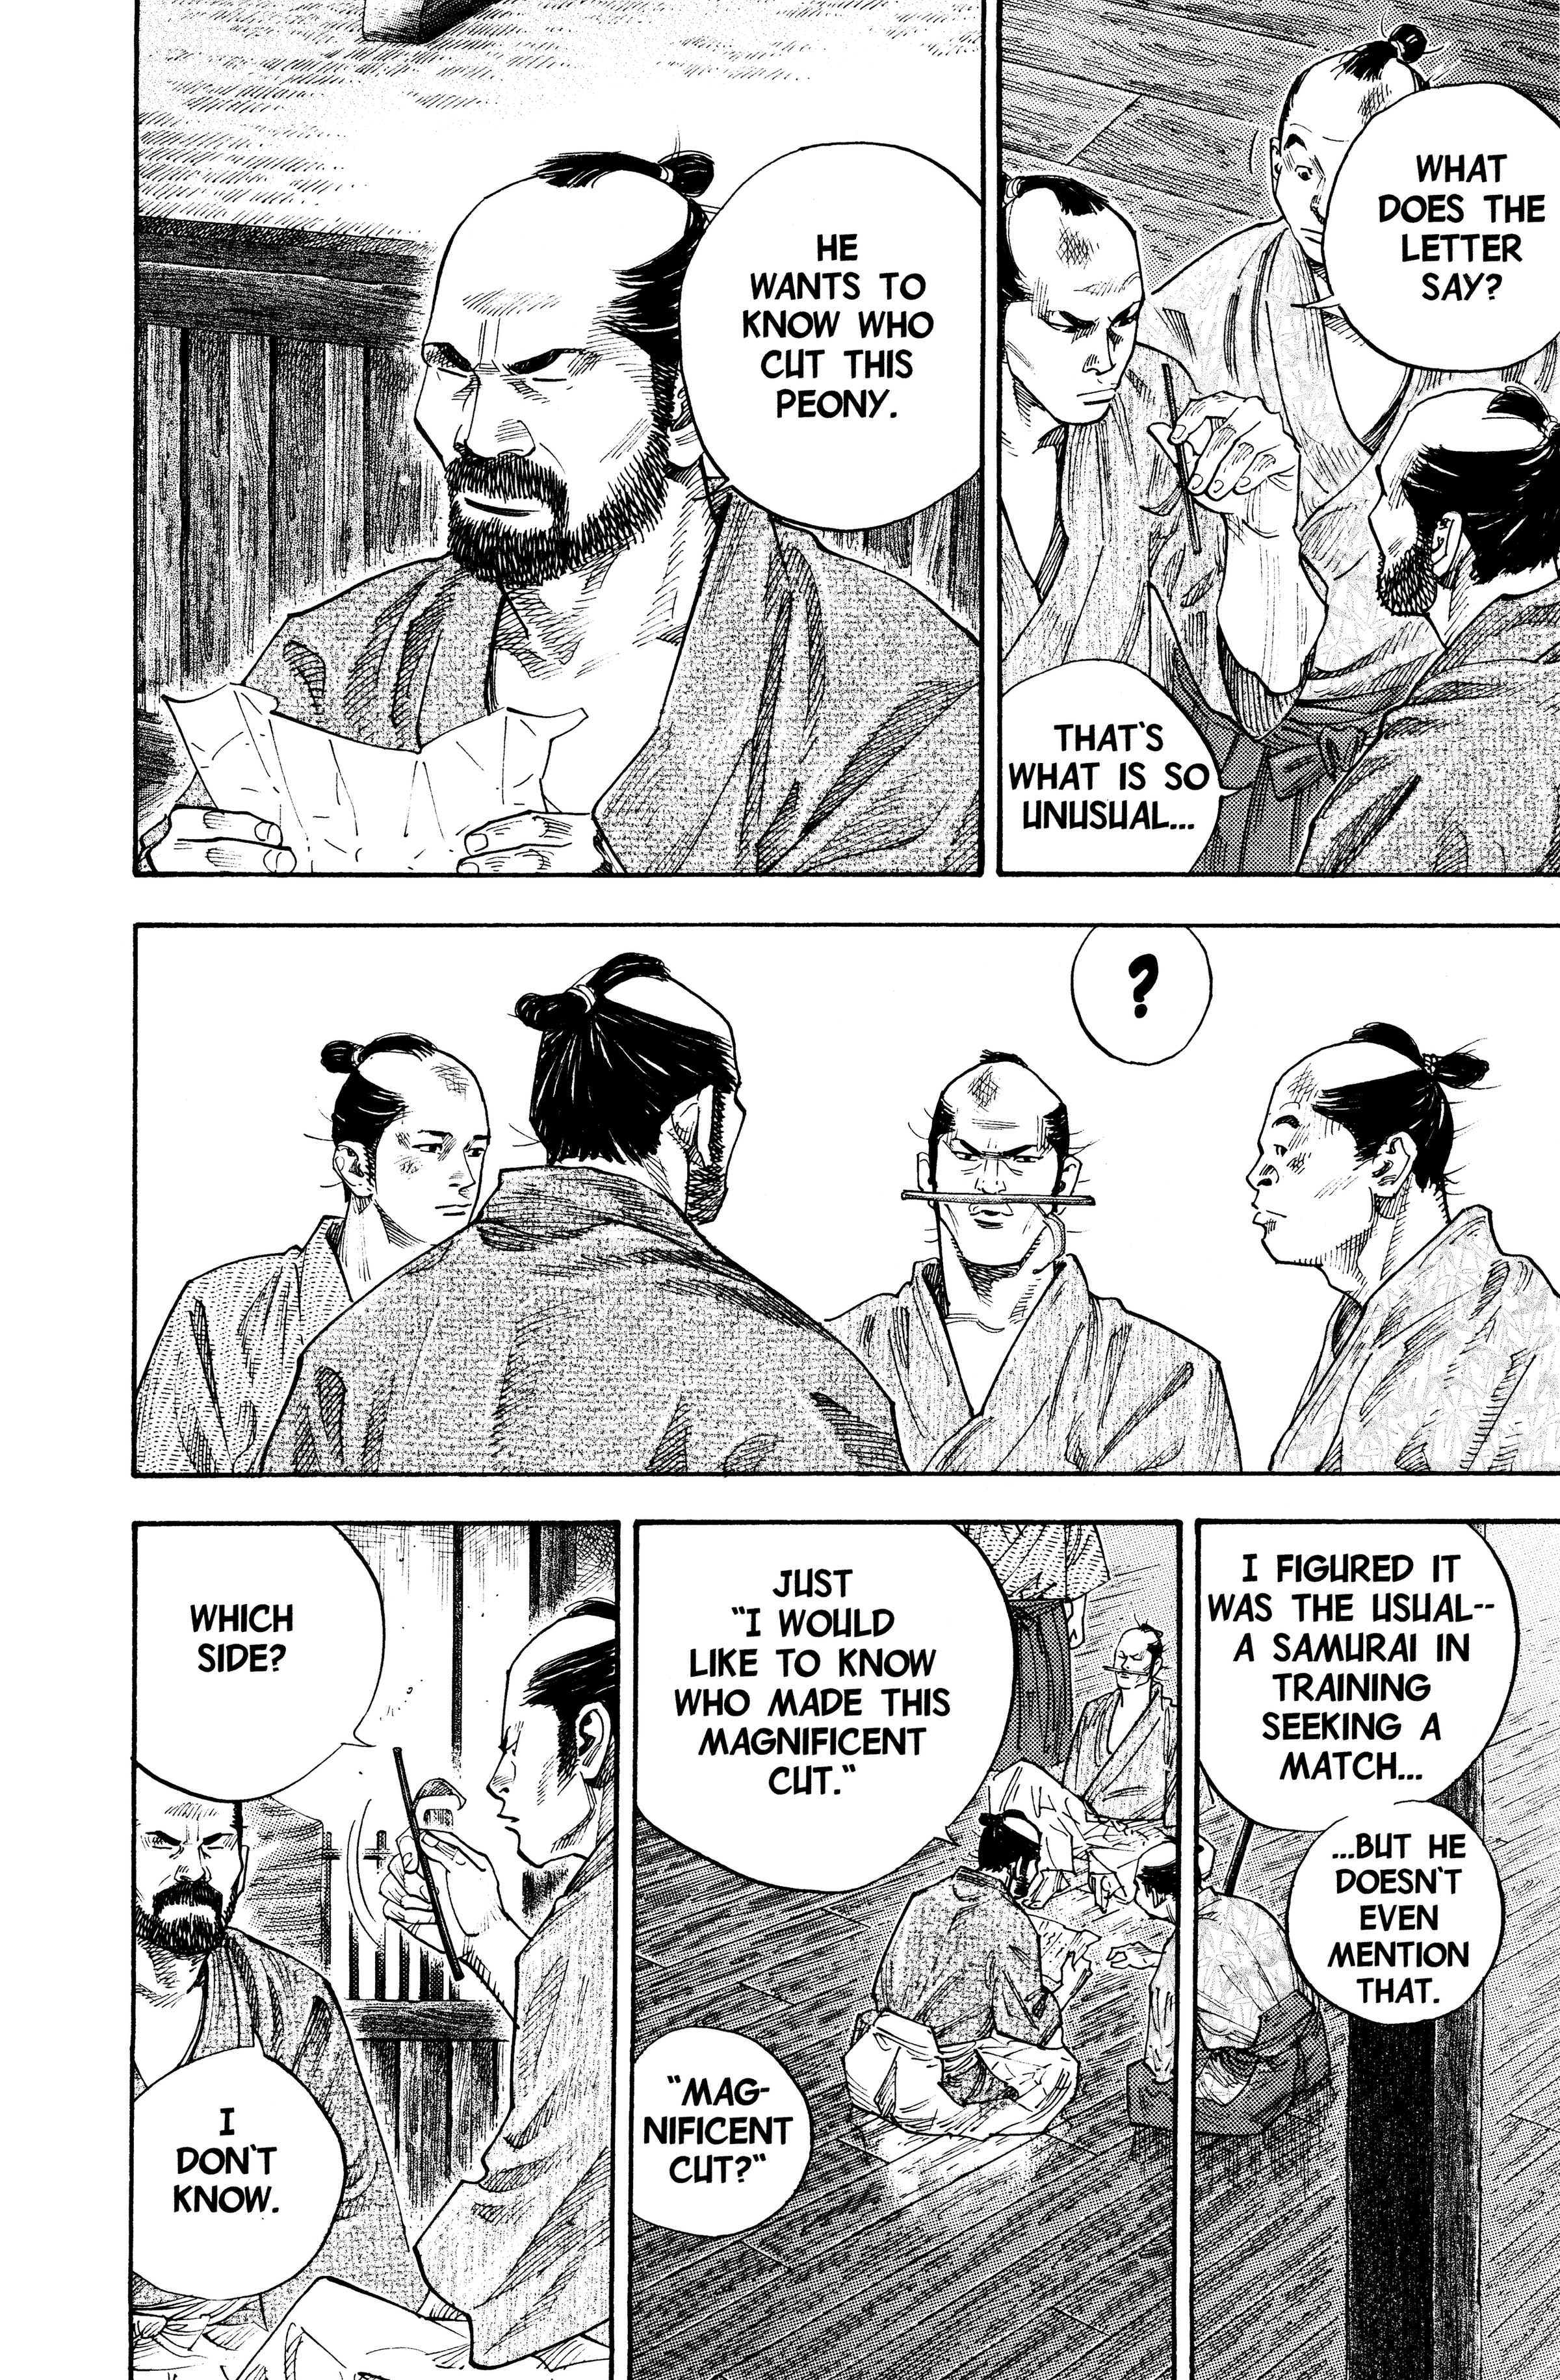 WHAT
DOES THE
LETTER
SAY?
THAT'S
WHAT IS SO
UNUSUAL...
HE
WANTS TO
KNOW WHO
CUT THIS
PEONY.
?
I FIGURED IT
WAS THE USUAL--
A SAMURAI IN
TRAINING
SEEKING A
MATCH...
...BUT HE
DOESN'T
EVEN
MENTION
THAT.
JUST
"I WOULD
LIKE TO KNOW
WHO MADE THIS
MAGNIFICENT
CUT."
"MAG-
NIFICENT
CUT?"
WHICH
SIDE?
I
DON'T
KNOW.